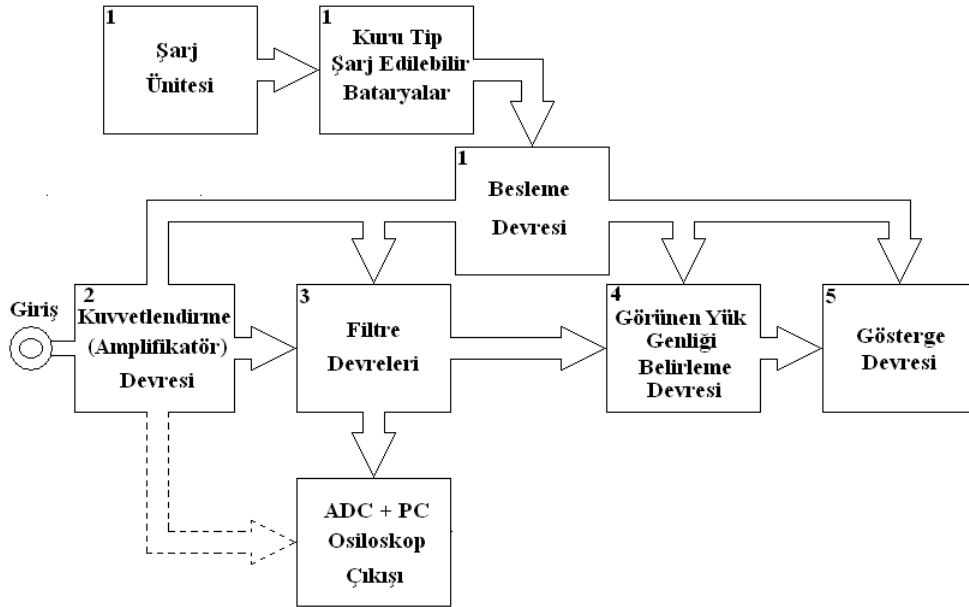 1
Şarj
Ünitesi
1
Kuru Tip
Şarj Edilebilir
Bataryalar
1
Besleme
Devresi
Giriş
2
Kuvvetlendirme
(Amplifikatör)
Devresi
3
Filtre
Devreleri
4
Görünen Yük
Genliği
Belirleme
Devresi
5
Gösterge
Devresi
ADC + PC
Osiloskop
Çıkışı